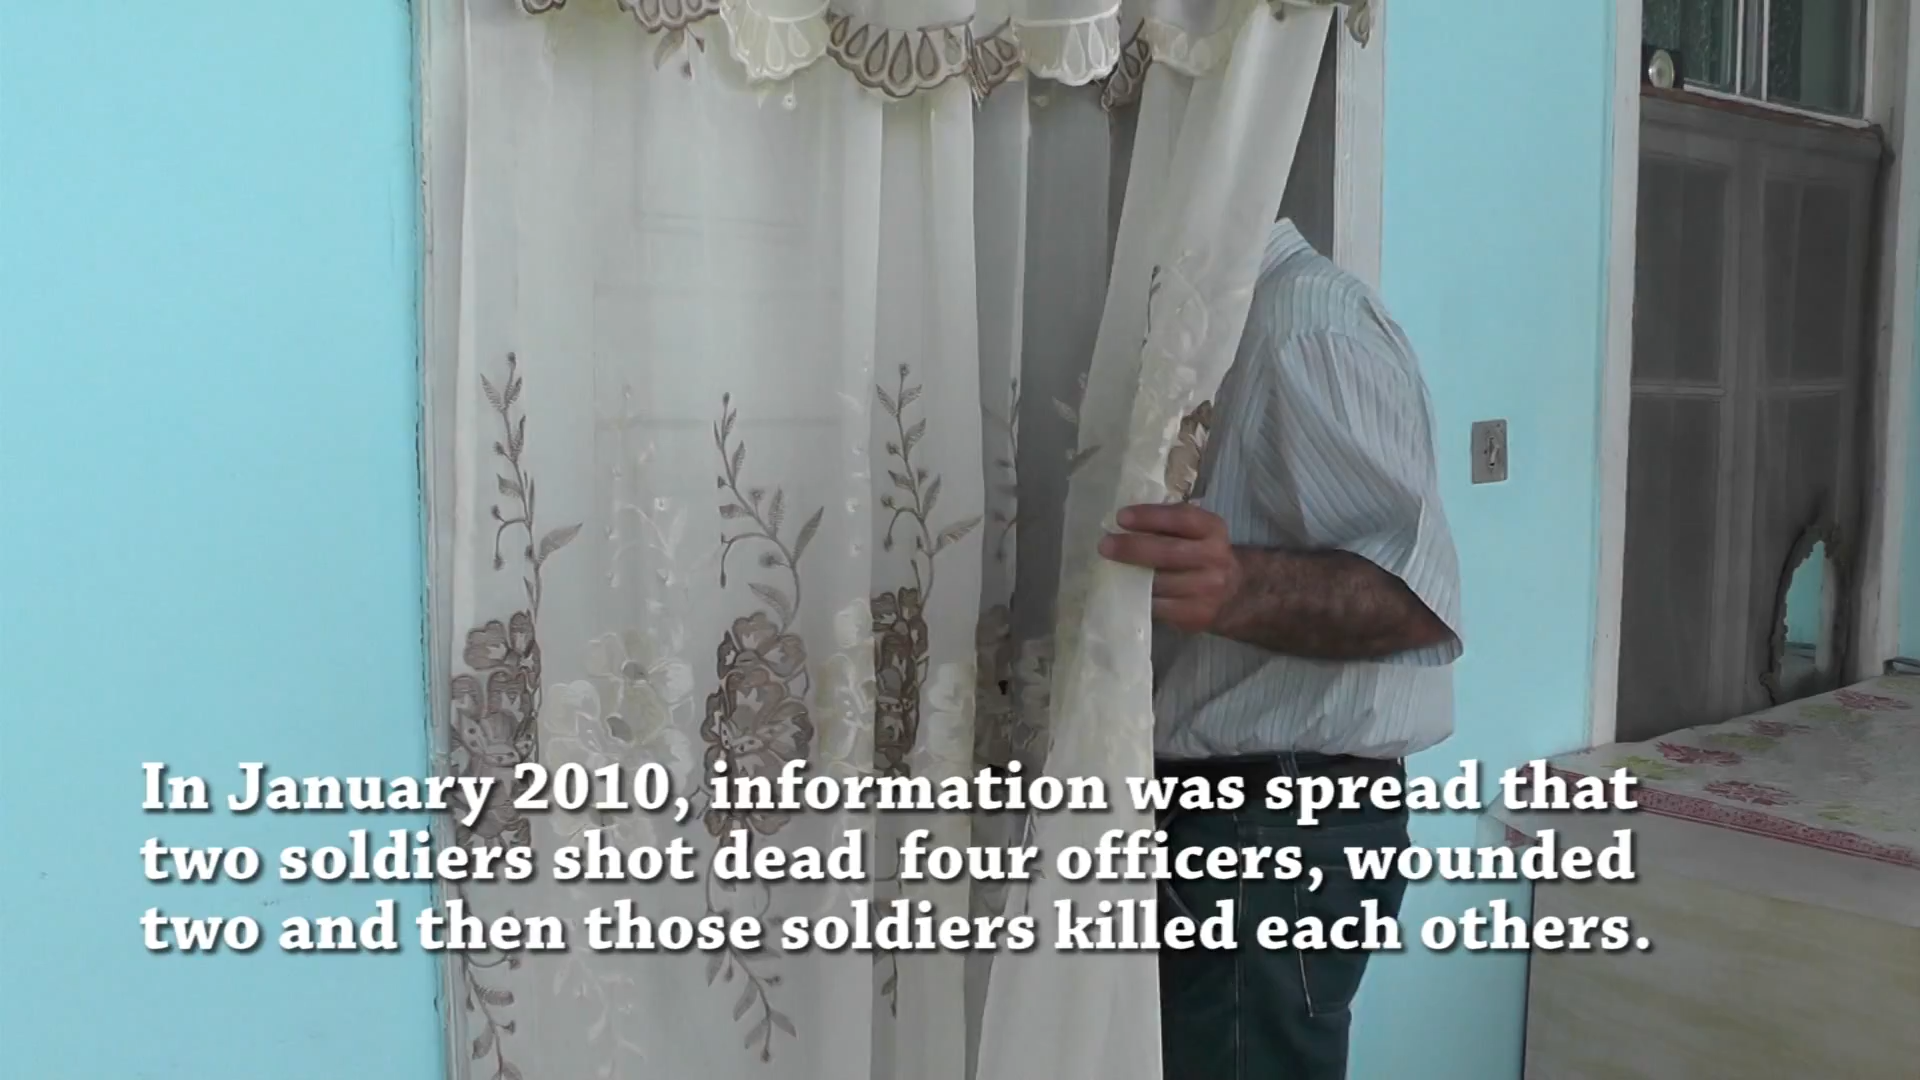 In January 2010, information was spread that
two soldiers shot dead  four officers, wounded
two and then those soldiers killed each others.